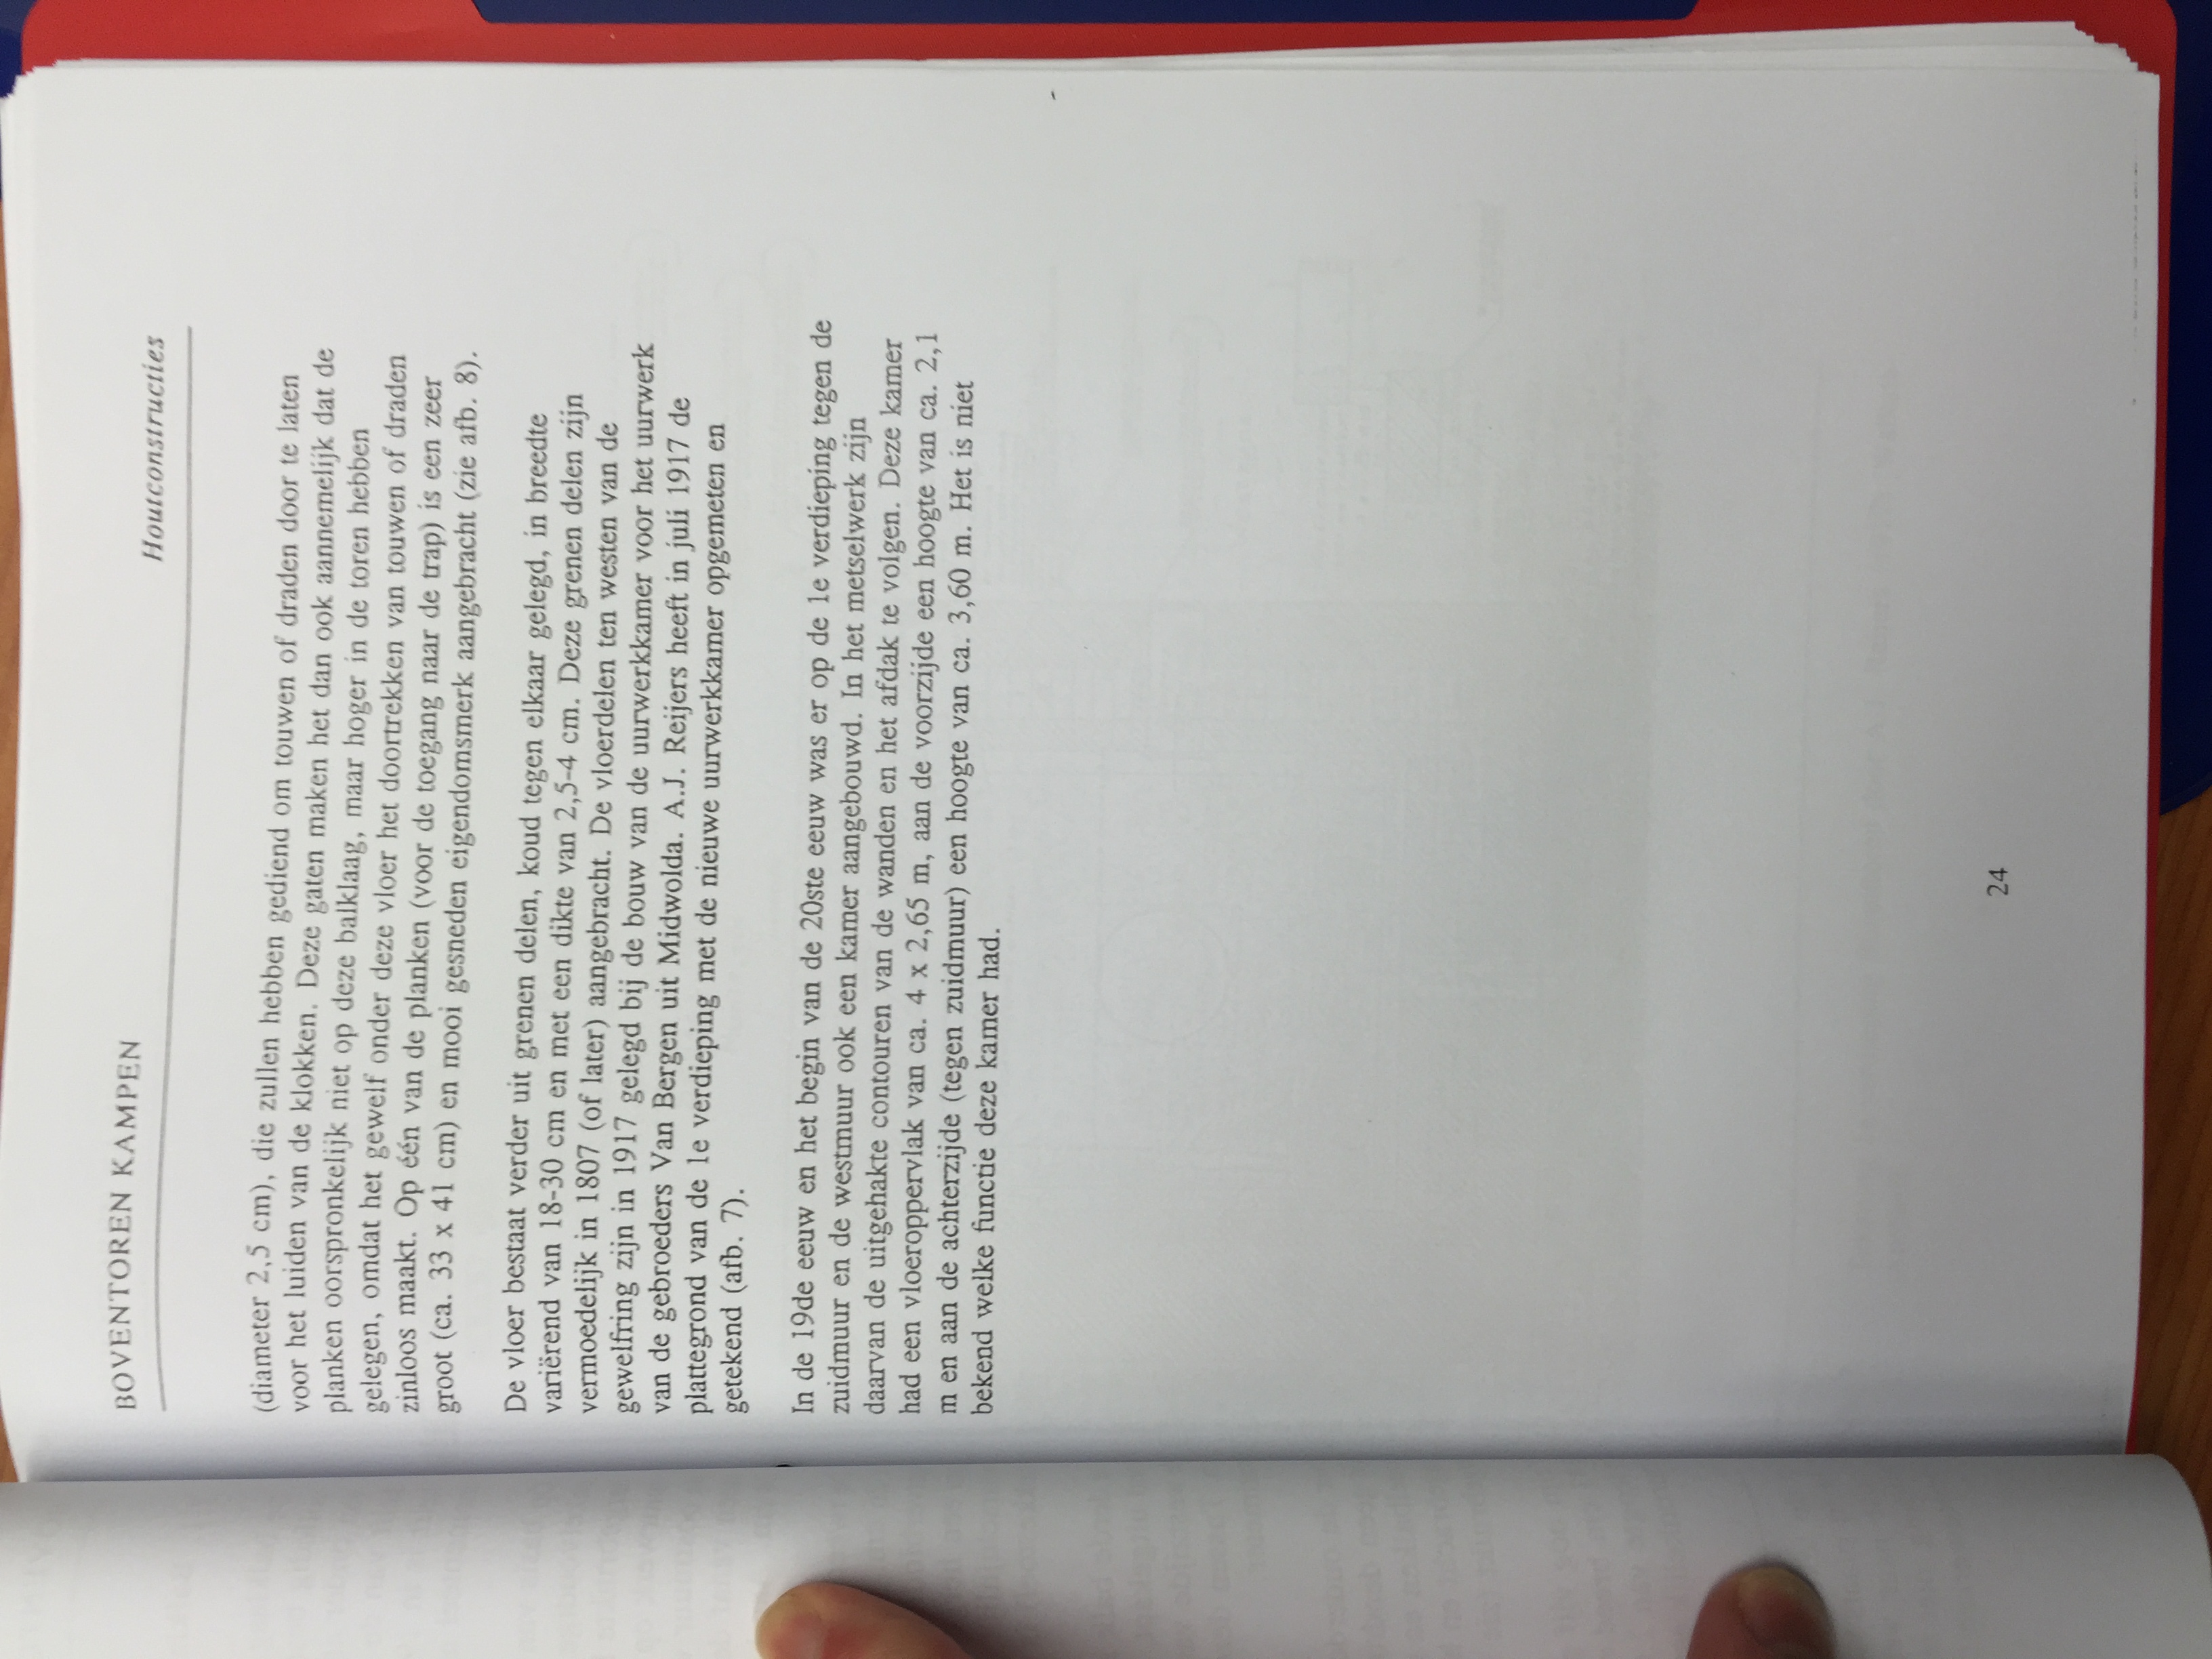 BOVENTOREN KAMPEN
Houtconstructies
(diameter 2,5 cm), die zullen hebben gediend om touwen of draden door te laten
voor het luiden van de klokken. Deze gaten maken het dan ook aannemelijk dat de
planken oorspronkelijk niet op deze balklaag, maar hoger in de toren hebben
gelegen, omdat het gewelf onder deze vloer het doortrekken van touwen of draden
zinloos maakt. Op één van de planken (voor de toegang naar de trap) is een zeer
groot (ca. 33 x 41 cm) en mooi gesneden eigendomsmerk aangebracht (zie afb. 8).
De vloer bestaat verder uit grenen delen, koud tegen elkaar gelegd, in breedte
variërend van 18-30 cm en met een dikte van 2,5-4 cm. Deze grenen delen zijn
vermoedelijk in 1807 (of later) aangebracht. De vloerdelen ten westen van de
gewelfring zijn in 1917 gelegd bij de bouw van de uurwerkkamer voor het uurwerk
van de gebroeders Van Bergen uit Midwolda. A.J. Reijers heeft in juli 1917 de
plattegrond van de 1e verdieping met de nieuwe uurwerkkamer opgemeten en
getekend (afb. 7).
In de 19de eeuw en het begin van de 20ste eeuw was er op de 1e verdieping tegen de
zuidmuur en de westmuur ook een kamer aangebouwd. In het metselwerk zijn
daarvan de uitgehakte contouren van de wanden en het afdak te volgen. Deze kamer
had een vloeroppervlak van ca. 4 x 2,65 m, aan de voorzijde een hoogte van ca. 2,1
m en aan de achterzijde (tegen zuidmuur) een hoogte van ca. 3,60 m. Het is niet
bekend welke functie deze kamer had.
24